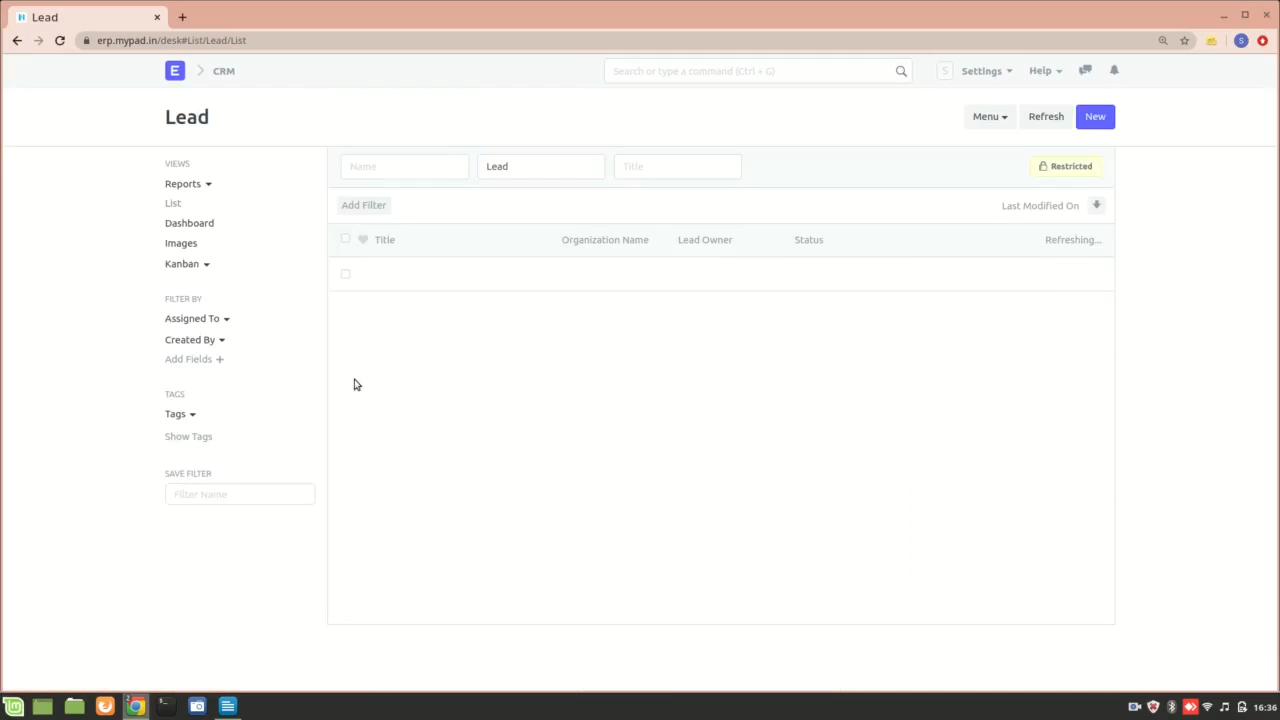 Lead
erp.mypad.in/desk#List/Lead/List
S
E
CRM
Search or type a command (Ctrl + G)
S
Settings
Help
Lead
Menu
Refresh
New
VIEWS
Reports
List
Dashboard
Images
Kanban
FILTER BY
Assigned To
Created By
Add Fields +
TAGS
Tags
Show Tags
SAVE FILTER
Filter Name
Name
Lead
Title
Restricted
Add Filter
Last Modified On
Title
Organization Name
Lead Owner
Status
Refreshing...
2
16:36